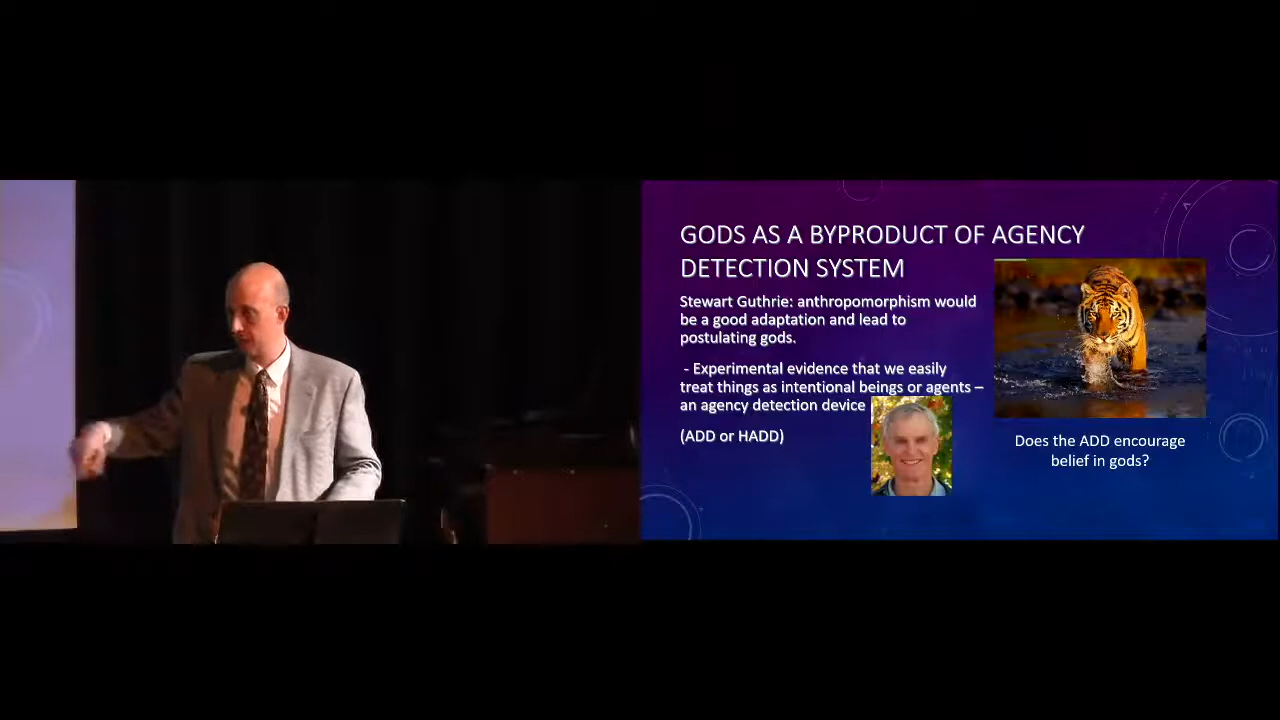 GODS AS A BYPRODUCT OF AGENCY
DETECTION SYSTEM
Stewart Guthrie: anthropomorphism would
be a good adaptation and lead to
postulating gods.
- Experimental evidence that we easily
treat things as intentional beings or agents –
an agency detection device
(ADD or HADD)
Does the ADD encourage
belief in gods?